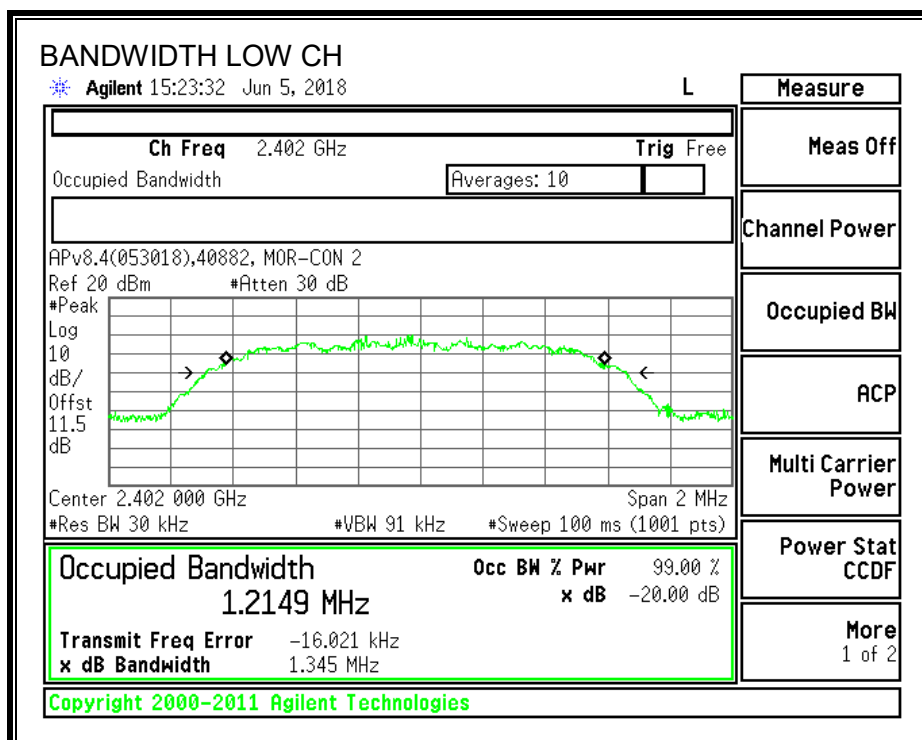 BANDWIDTH LOW CH
Agilent 15:23:32 Jun 5, 2018 L Measure
Ch Freq 2.402 GHz Trig Free
Meas Off
Occupied Bandwidth Averages: 10
Channel Power
APv8.4(053018),40882, MOR-CON 2
Ref 20 dBm #Atten 30 dB
#Peak
Log
10
dB/
Offst
11.5
dB
Occupied BW
ACP
Multi Carrier
Power
Center 2.402 000 GHz Span 2 MHz
#Res BW 30 kHz #VBW 91 kHz #Sweep 100 ms (1001 pts)
Power Stat
CCDF
Occupied Bandwidth Occ BW % Pwr 99.00 %
1.2149 MHz x dB -20.00 dB
Transmit Freq Error -16.021 kHz
x dB Bandwidth 1.345 MHz
More
1 of 2
Copyright 2000-2011 Agilent Technologies